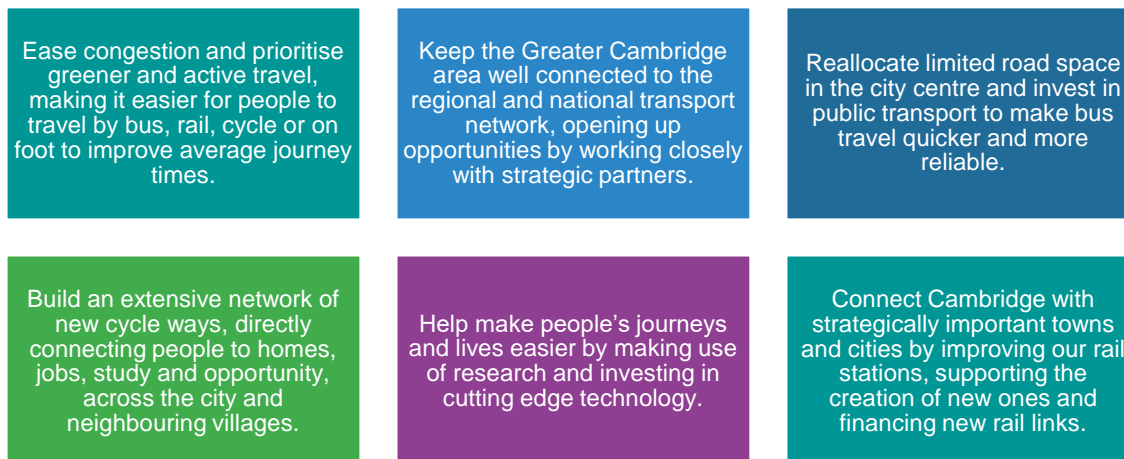 Ease congestion and prioritise
greener and active travel,
making it easier for people to
travel by bus, rail, cycle or on
foot to improve average journey
times.
Keep the Greater Cambridge
area well connected to the
regional and national transport
network, opening up
opportunities by working closely
with strategic partners.
Reallocate limited road space
in the city centre and invest in
public transport to make bus
travel quicker and more
reliable.
Build an extensive network of
new cycle ways, directly
connecting people to homes,
jobs, study and opportunity,
across the city and
neighbouring villages.
Help make people’s journeys
and lives easier by making use
of research and investing in
cutting edge technology.
Connect Cambridge with
strategically important towns
and cities by improving our rail
stations, supporting the
creation of new ones and
financing new rail links.